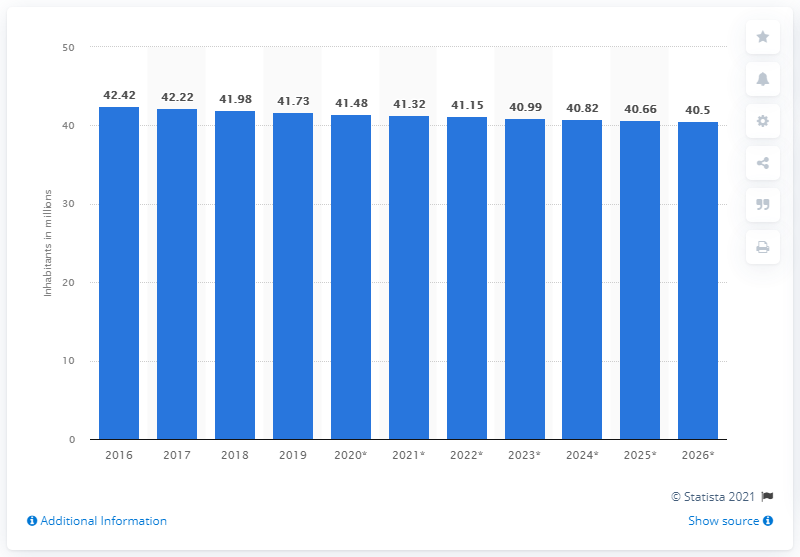 50
40
30
20
10
0
Inhabitants in millions
42.42 42.22 41.98 41.73 41.48 41.32 41.15 40.99 40.82 40.66 40.5
2016 2017 2018 2019 2020* 2021* 2022* 2023* 2024* 2025* 2026*
© Statista 2021
Additional Information Show source